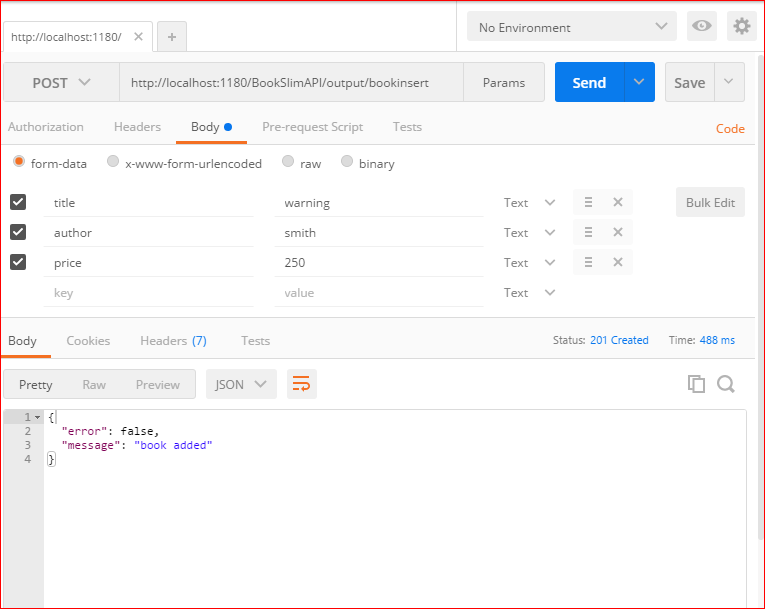 http://localhost:1180/ × +
No Environment
POST http://localhost:1180/BookSlimAPI/output/bookinsert Params Send Save
Authorization Headers Body Pre-request Script Tests Code
form-data x-www-form-urlencoded raw binary
title warning Text Bulk Edit
author smith Text
price 250 Text
key value Text
Body Cookies Headers (7) Tests Status: 201 Created Time: 488 ms
Pretty Raw Preview JSON
1 {
2 "error": false,
3 "message": "book added"
4 }